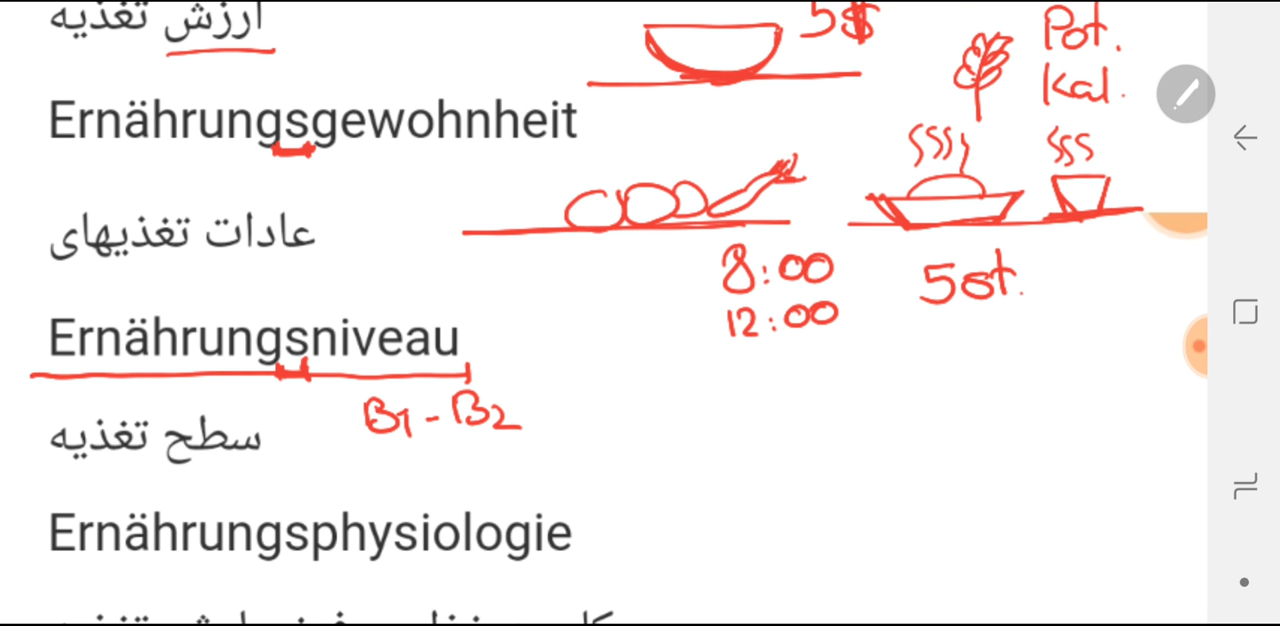 ارزش تغذیه
5$
Pot.
Kal.
Ernährungsgewohnheit
عادات تغذیهای
8:00
12:00
5st.
Ernährungsniveau
B1-B2
سطح تغذیه
Ernährungsphysiologie